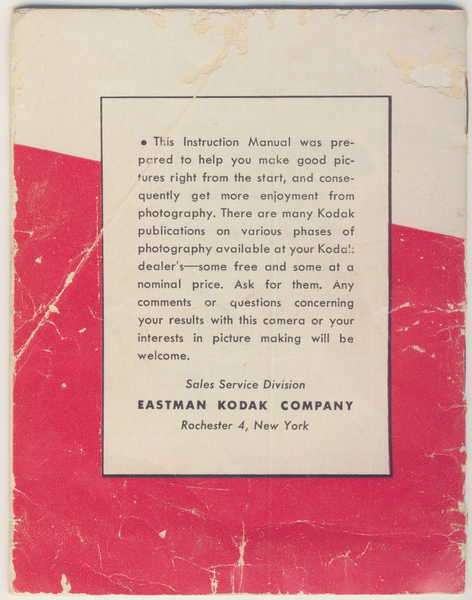 • This Instruction Manual was pre-
pared to help you make good pic-
tures right from the start, and conse-
quently get more enjoyment from
photography. There are many Kodak
publications on various phases of
photography available at your Kodak
dealer's—some free and some at a
nominal price. Ask for them. Any
comments or questions concerning
your results with this camera or your
interests in picture making will be
welcome.
Sales Service Division
EASTMAN KODAK COMPANY
Rochester 4, New York